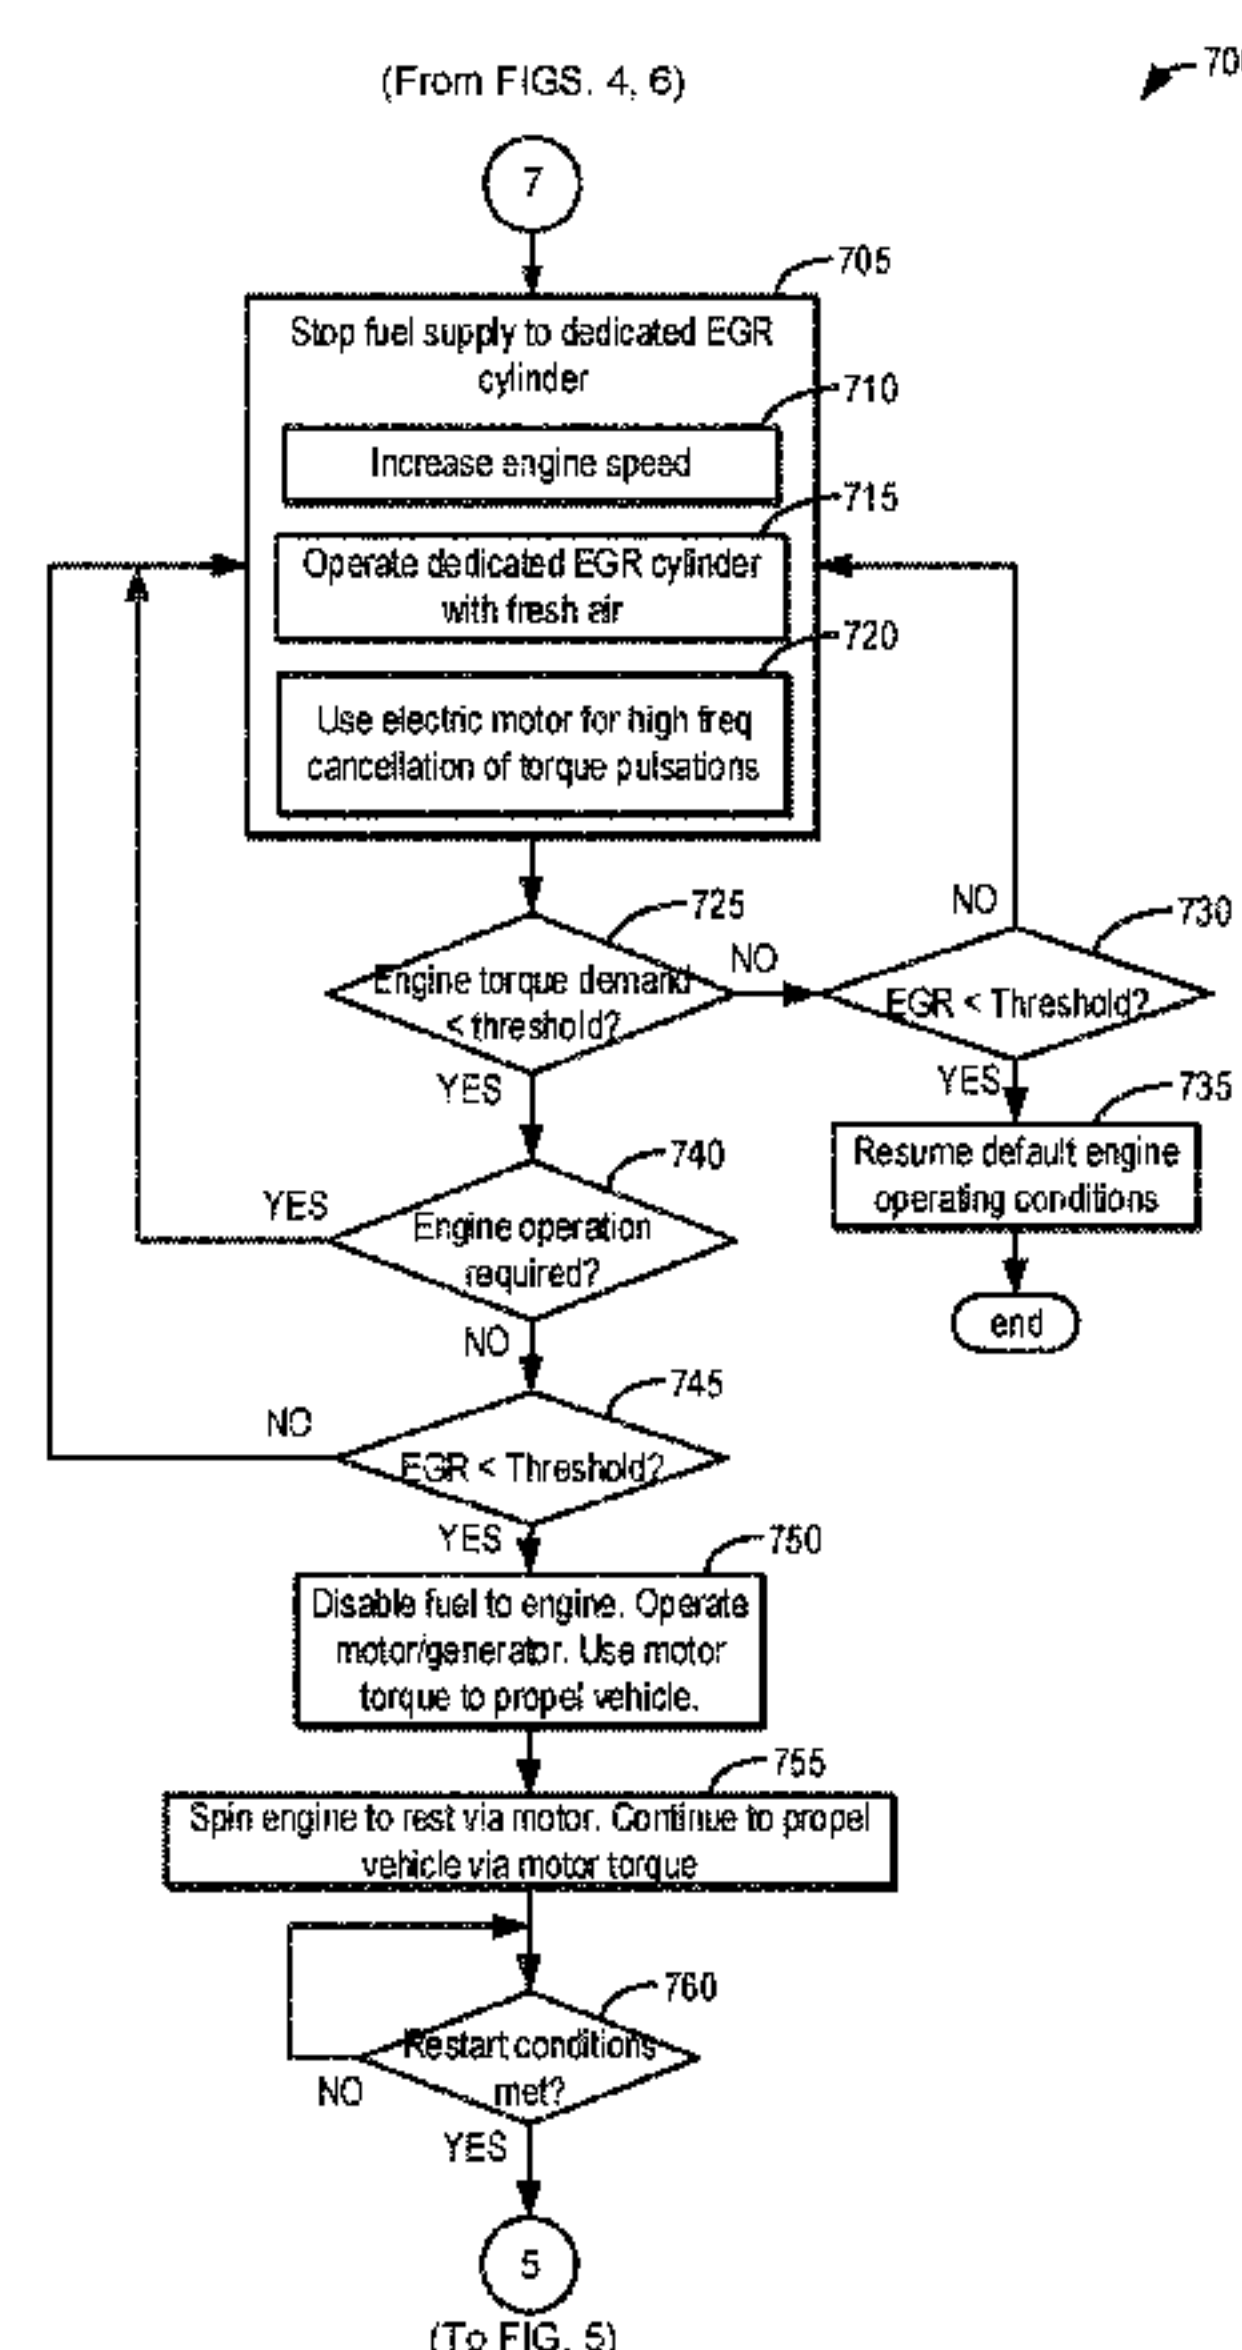 (From FIGS. 4, 6)
7
705
Stop fuel supply to dedicated EGR
cylinder
710
Increase engine speed
715
Operate dedicated EGR cylinder
with fresh air
720
Use electric motor for high freq
cancellation of torque pulsations
725
Engine torque demand
< threshold?
NO
YES
NO
730
EGR < Threshold?
YES
735
Resume default engine
operating conditions
end
740
Engine operation
required?
YES
NO
745
EGR < Threshold?
NO
YES
750
Disable fuel to engine. Operate
motor/generator. Use motor
torque to propel vehicle.
755
Spin engine to rest via motor. Continue to propel
vehicle via motor torque
760
Restart conditions
met?
NO
YES
5
(To FIG. 5)